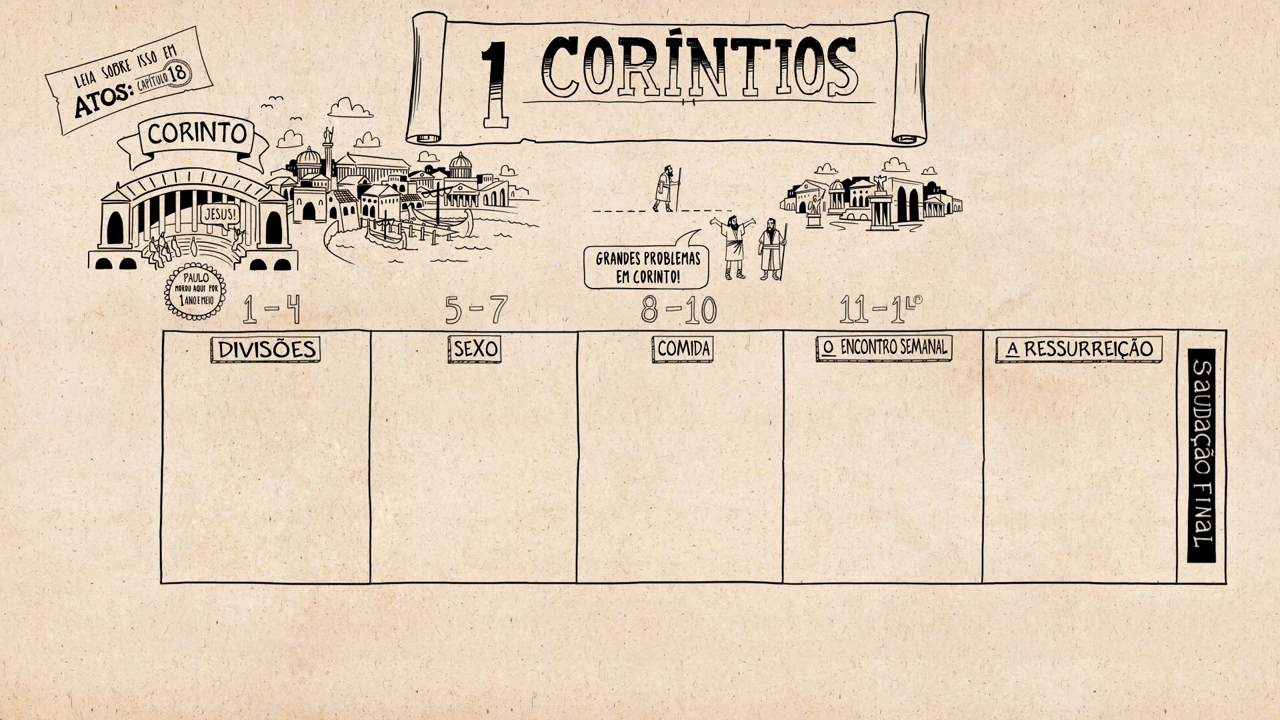 1 CORÍNTIOS
LEIA SOBRE ISSO EM
ATOS: CAPÍTULO 18
CORINTO
JESUS!
PAULO
MOROU AQUI POR
1 ANO E MEIO
GRANDES PROBLEMAS
EM CORINTO!
1-4
5-7
8-10
DIVISÕES
SEXO
COMIDA
O ENCONTRO SEMANAL
A RESSURREIÇÃO
SAUDAÇÃO FINAL